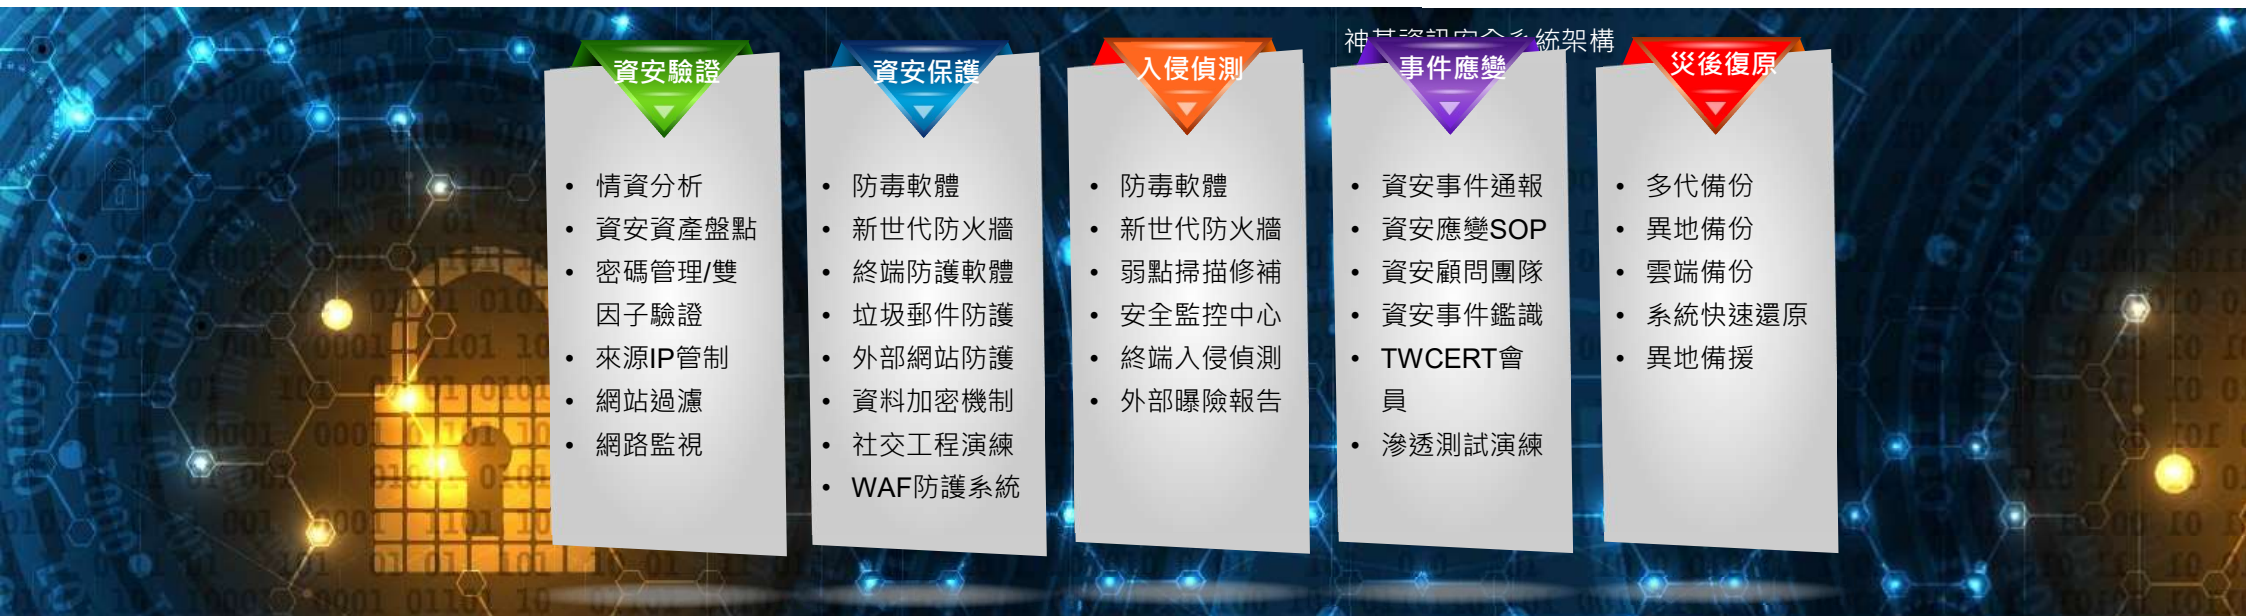 神基資訊安全系統架構
資安驗證
• 情資分析
• 資安資產盤點
• 密碼管理/雙
因子驗證
• 來源IP管制
• 網站過濾
• 網路監視
資安保護
• 防毒軟體
• 新世代防火牆
• 終端防護軟體
• 垃圾郵件防護
• 外部網站防護
• 資料加密機制
• 社交工程演練
• WAF防護系統
入侵偵測
• 防毒軟體
• 新世代防火牆
• 弱點掃描修補
• 安全監控中心
• 終端入侵偵測
• 外部曝險報告
事件應變
• 資安事件通報
• 資安應變SOP
• 資安顧問團隊
• 資安事件鑑識
• TWCERT會
員
• 滲透測試演練
災後復原
• 多代備份
• 異地備份
• 雲端備份
• 系統快速還原
• 異地備援